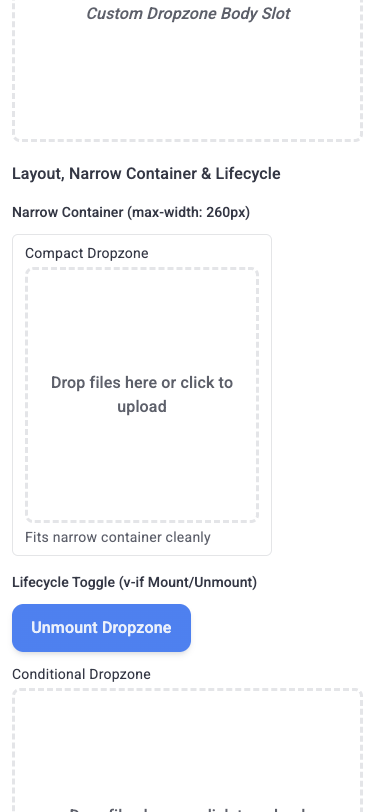 Custom Dropzone Body Slot
Layout, Narrow Container & Lifecycle
Narrow Container (max-width: 260px)
Compact Dropzone
Drop files here or click to
upload
Fits narrow container cleanly
Lifecycle Toggle (v-if Mount/Unmount)
Unmount Dropzone
Conditional Dropzone